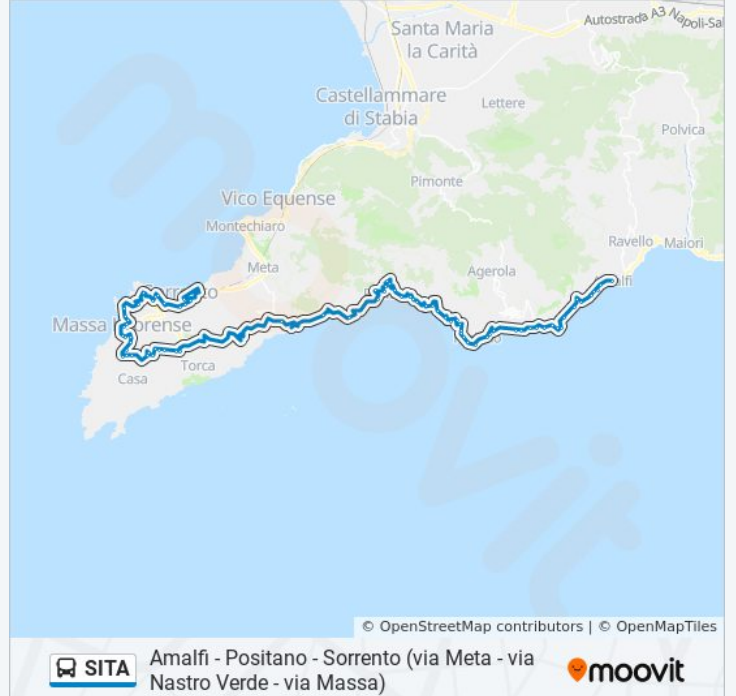 Santa Maria
la Carità
Autostrada A3 Napoli-Sal
Castellammare
di Stabia
Lettere
Polvica
Pimonte
Vico Equense
Montechiaro
Ravello
Maiori
Meta
Agerola
alfi
Massa
Casa
Torca
moovit
© OpenStreetMap contributors | © OpenMapTiles
SITA
Amalfi - Positano - Sorrento (via Meta - via
Nastro Verde - via Massa)
moovit